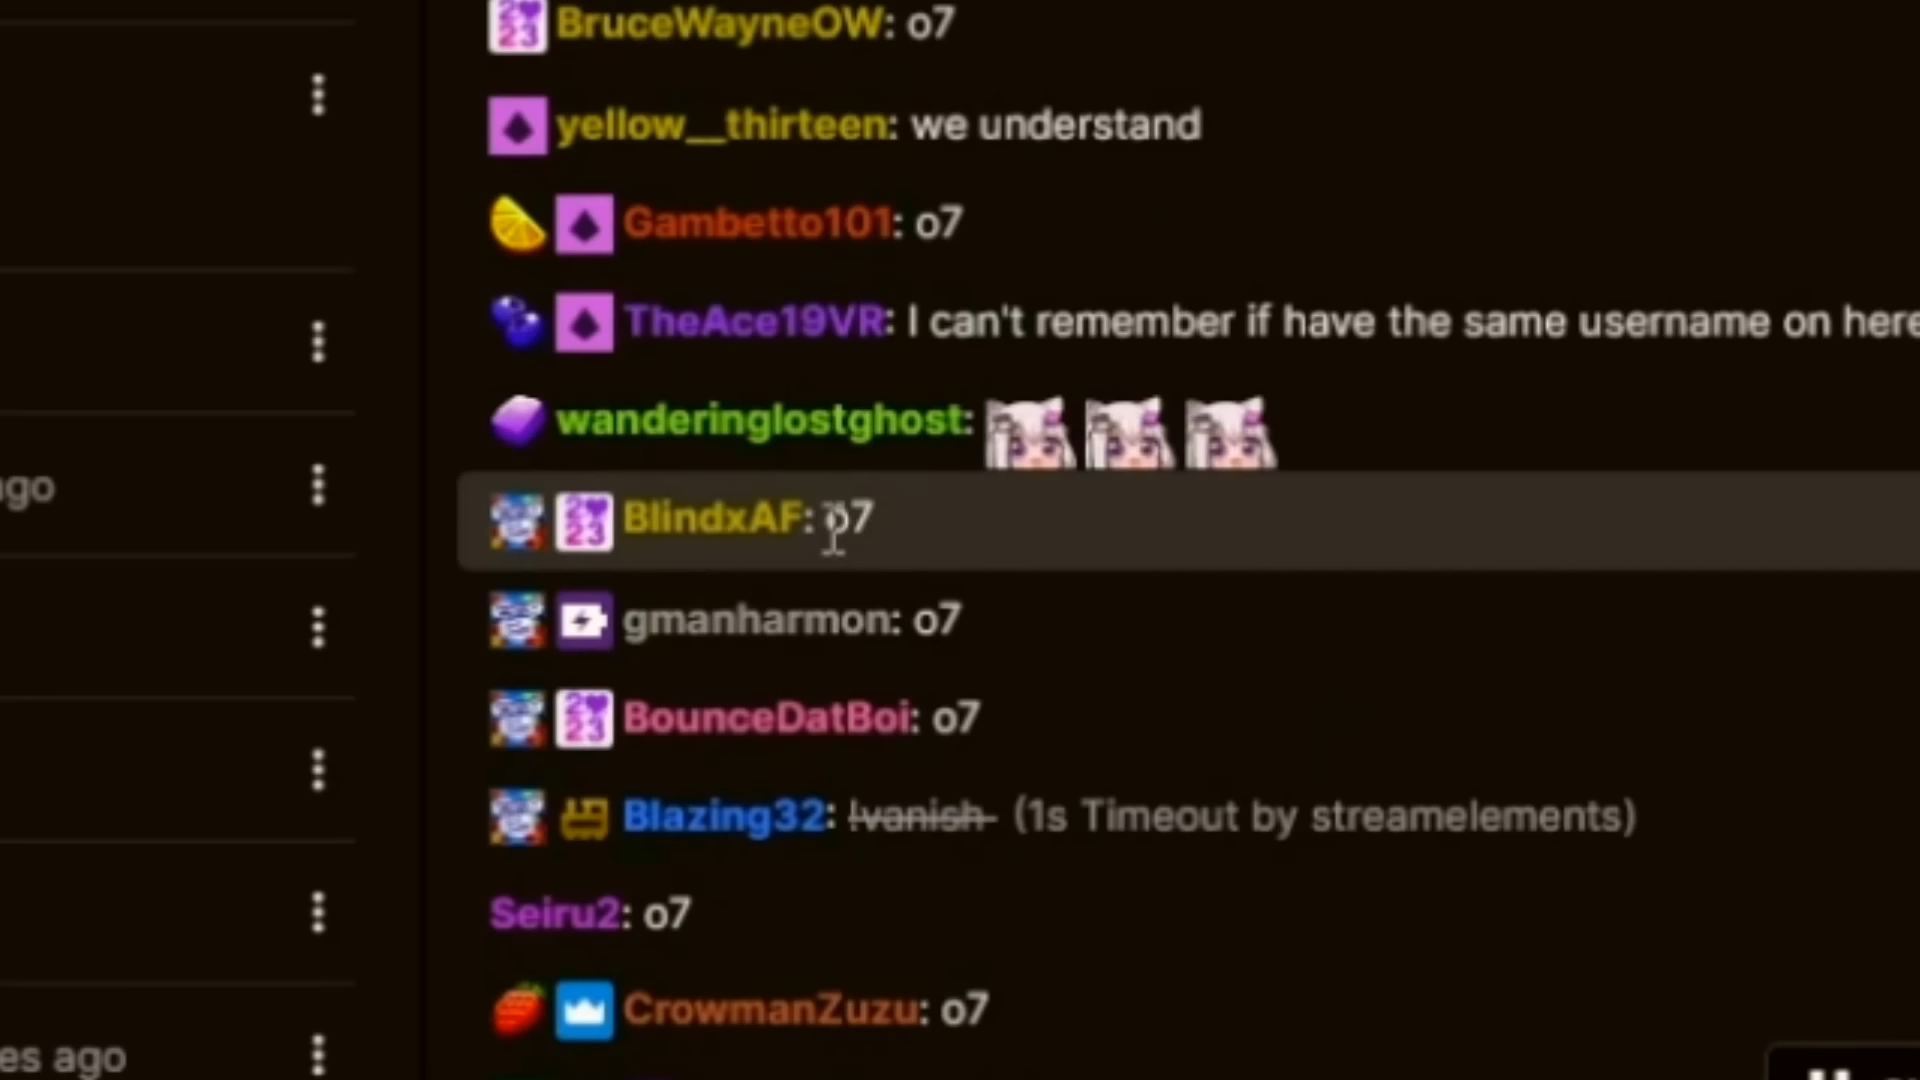 BruceWayneOW: o7
yellow__thirteen: we understand
Gambetto101: o7
TheAce19VR: I can't remember if have the same username on here
wanderinglostghost:
ago
BlindxAF: o7
gmanharmon: o7
BounceDatBoi: o7
Blazing32: !vanish (1s Timeout by streamelements)
Seiru2: o7
CrowmanZuzu: o7
es ago